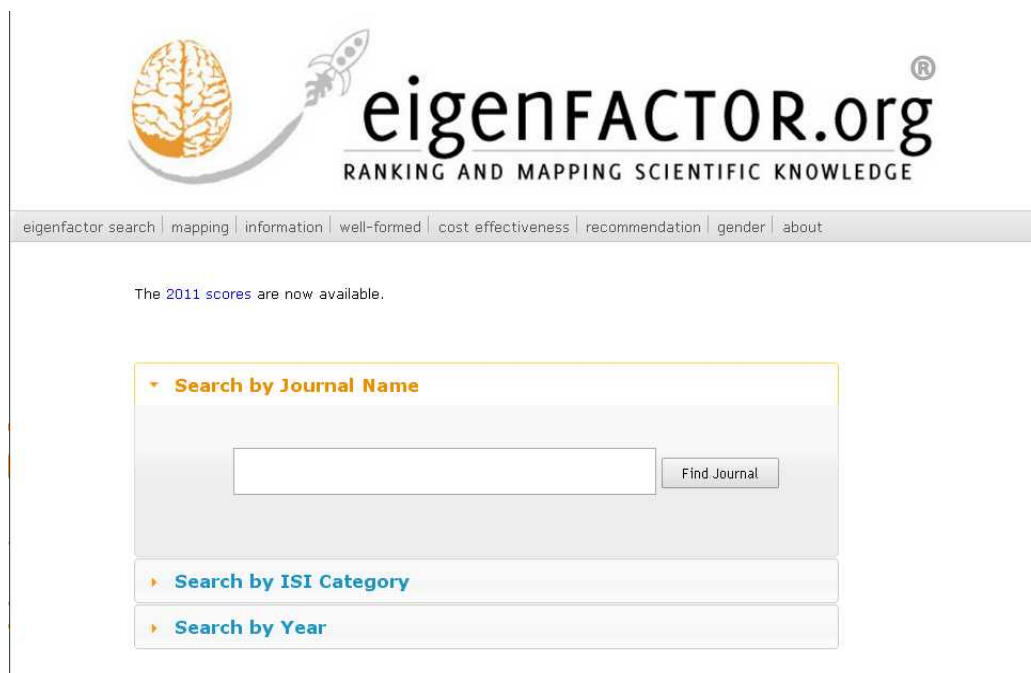 ®
eigenFACTOR.org
RANKING AND MAPPING SCIENTIFIC KNOWLEDGE
eigenfactor search mapping information well-formed cost effectiveness recommendation gender about
The 2011 scores are now available.
Search by Journal Name
Find Journal
Search by ISI Category
Search by Year